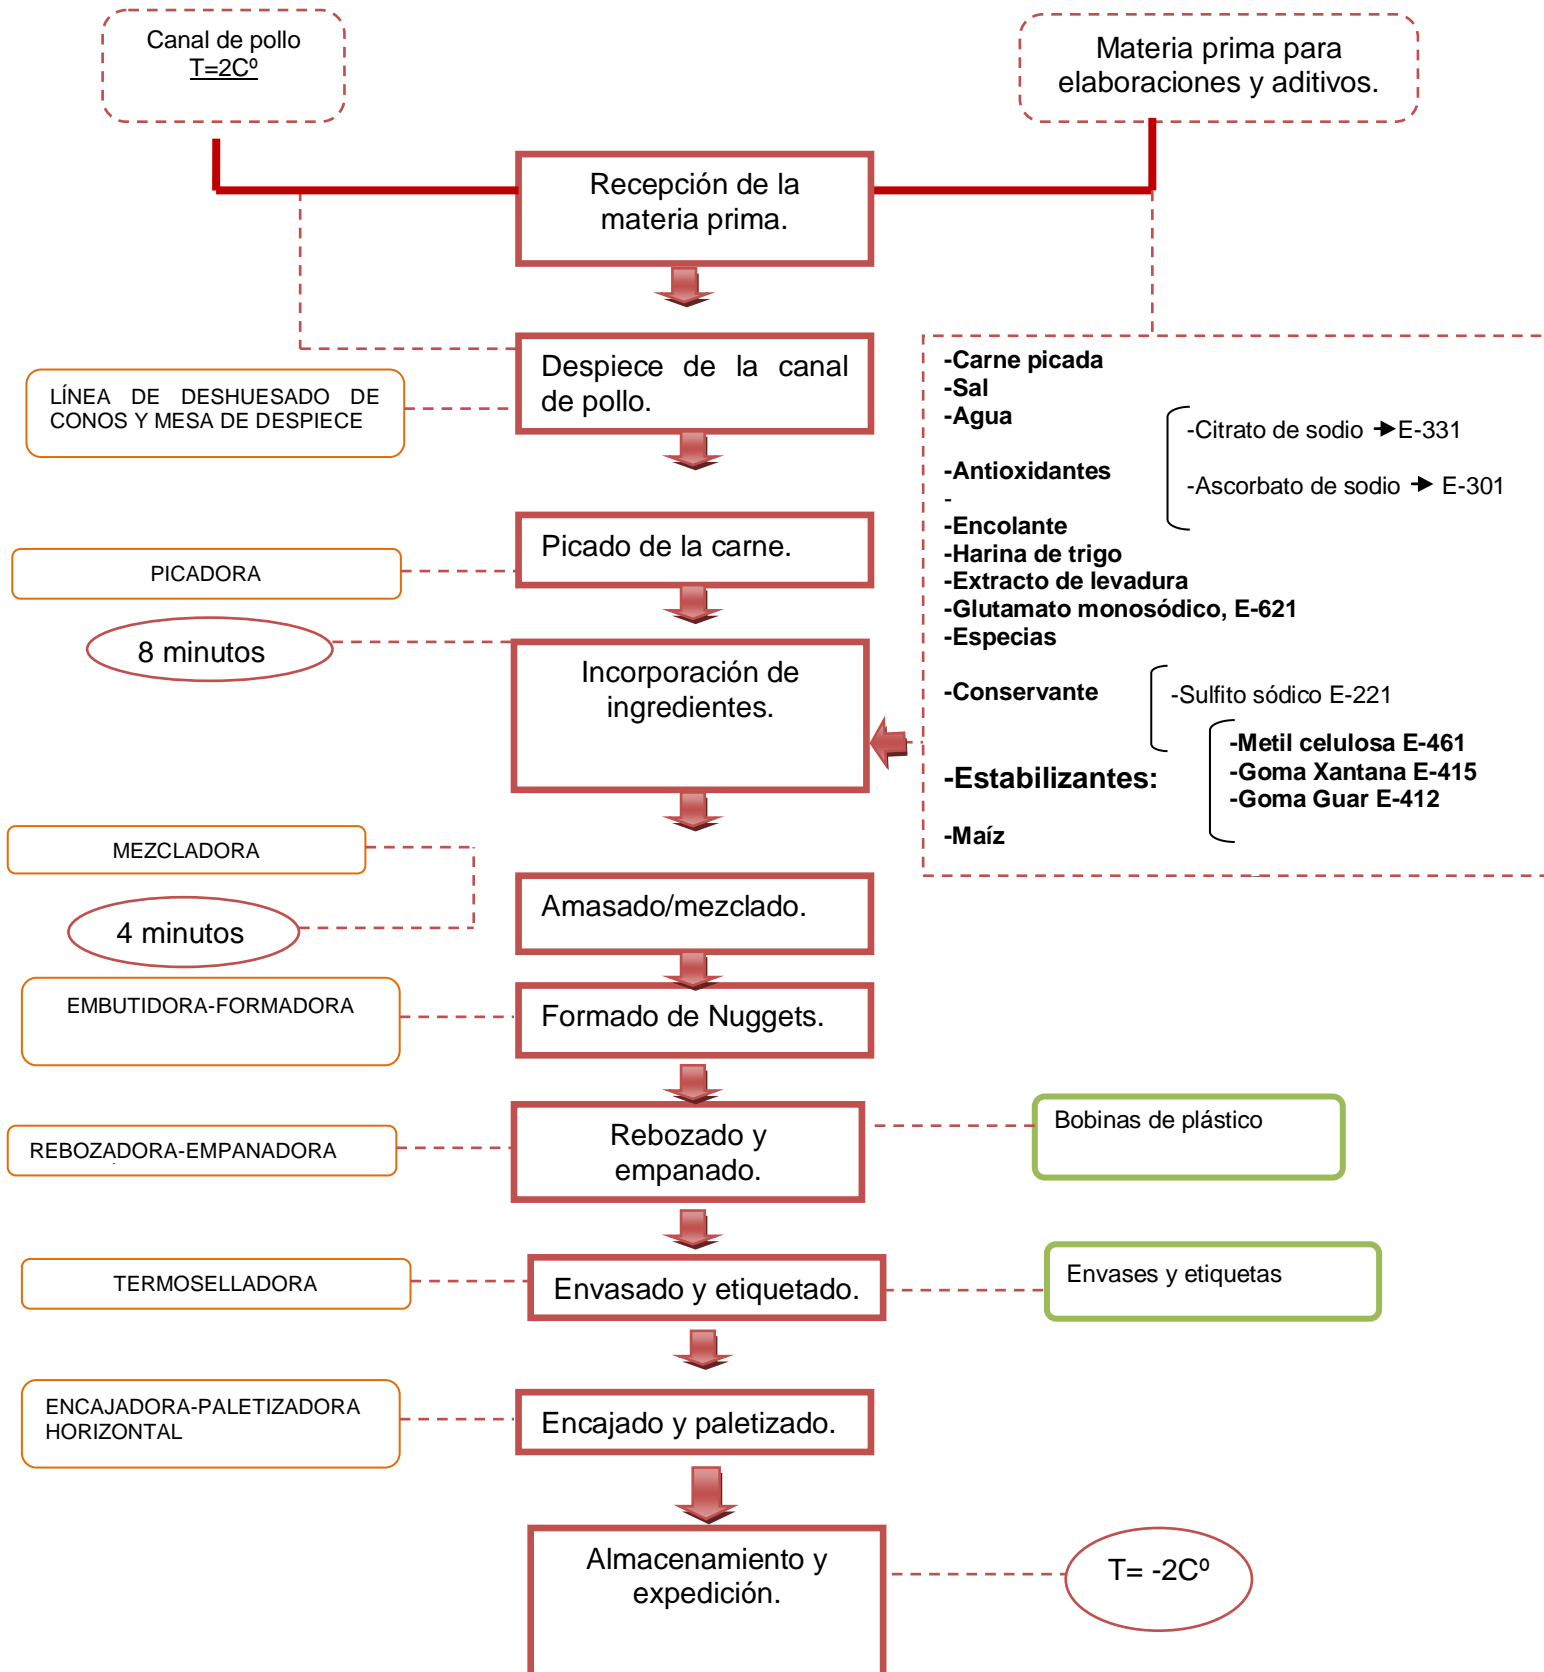 Canal de pollo
T=2Cº
Materia prima para
elaboraciones y aditivos.
Recepción de la
materia prima.
Despiece de la canal
de pollo.
LÍNEA DE DESHUESADO DE
CONOS Y MESA DE DESPIECE
-Carne picada
-Sal
-Agua
-Citrato de sodio →E-331
-Antioxidantes
-Ascorbato de sodio → E-301
-
-Encolante
-Harina de trigo
-Extracto de levadura
-Glutamato monosódico, E-621
-Especias
-Conservante
-Sulfito sódico E-221
-Metil celulosa E-461
-Goma Xantana E-415
-Goma Guar E-412
-Estabilizantes:
-Maíz
Picado de la carne.
PICADORA
8 minutos
Incorporación de
ingredientes.
MEZCLADORA
4 minutos
Amasado/mezclado.
EMBUTIDORA-FORMADORA
Formado de Nuggets.
REBOZADORA-EMPANADORA
Rebozado y
empanado.
Bobinas de plástico
TERMOSELLADORA
Envasado y etiquetado.
Envases y etiquetas
ENCAJADORA-PALETIZADORA
HORIZONTAL
Encajado y paletizado.
Almacenamiento y
expedición.
T= -2Cº